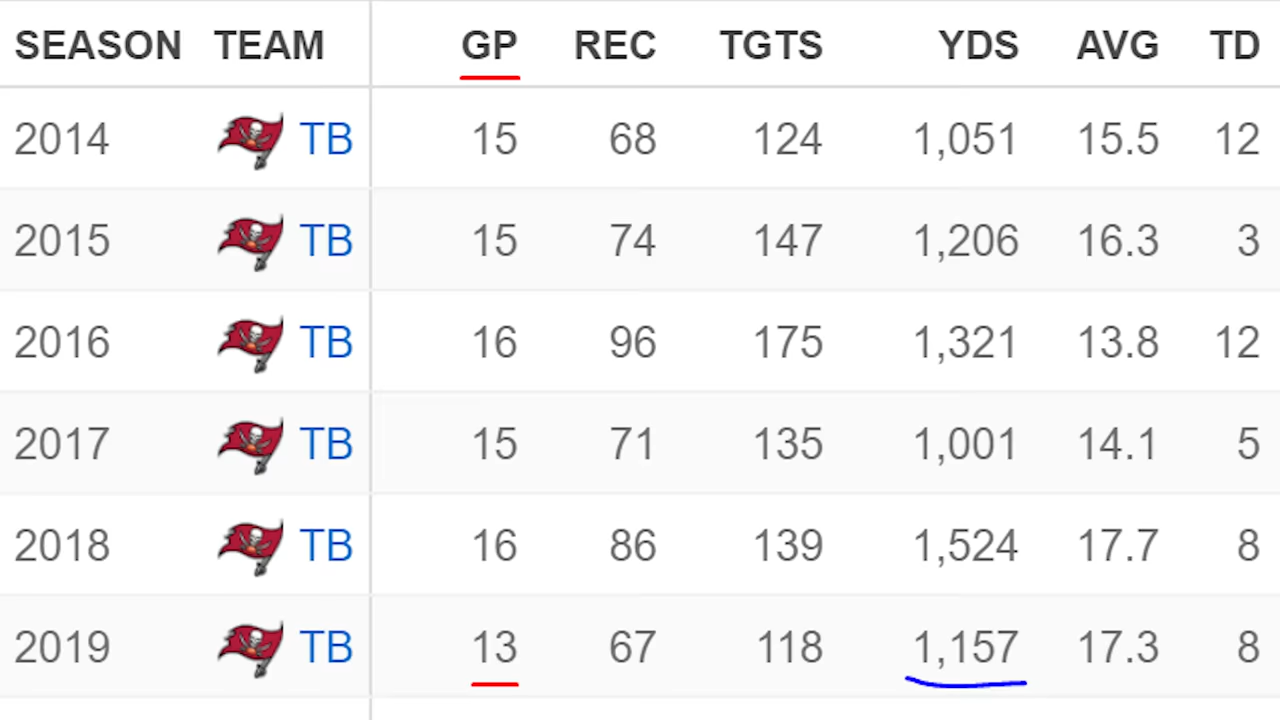 SEASON TEAM GP REC TGTS YDS AVG TD
2014 TB 15 68 124 1,051 15.5 12
2015 TB 15 74 147 1,206 16.3 3
2016 TB 16 96 175 1,321 13.8 12
2017 TB 15 71 135 1,001 14.1 5
2018 TB 16 86 139 1,524 17.7 8
2019 TB 13 67 118 1,157 17.3 8